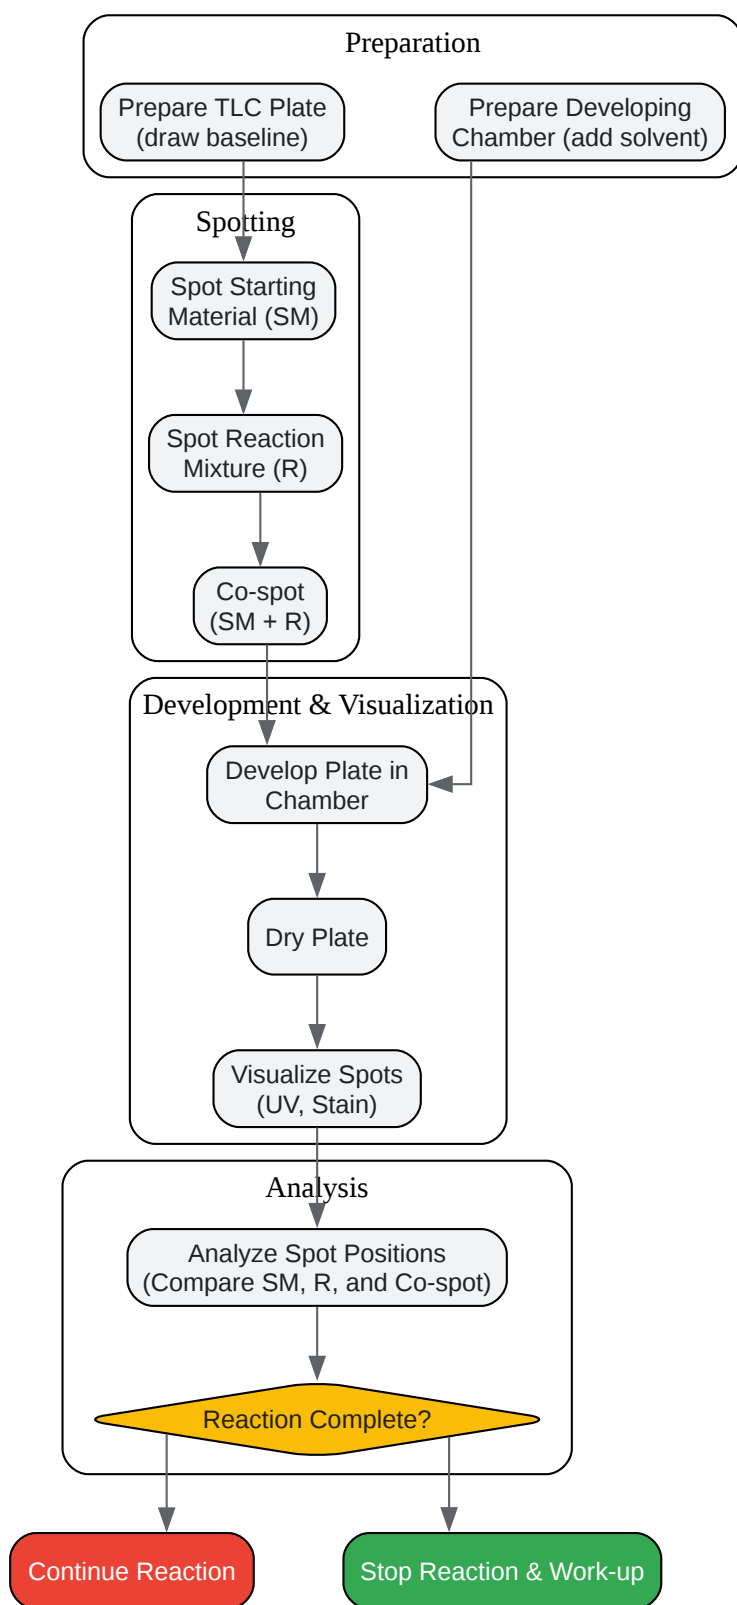 Preparation
Prepare TLC Plate
(draw baseline)
Prepare Developing
Chamber (add solvent)
Spotting
Spot Starting
Material (SM)
Spot Reaction
Mixture (R)
Co-spot
(SM + R)
Development & Visualization
Develop Plate in
Chamber
Dry Plate
Visualize Spots
(UV, Stain)
Analysis
Analyze Spot Positions
(Compare SM, R, and Co-spot)
Reaction Complete?
Continue Reaction
Stop Reaction & Work-up